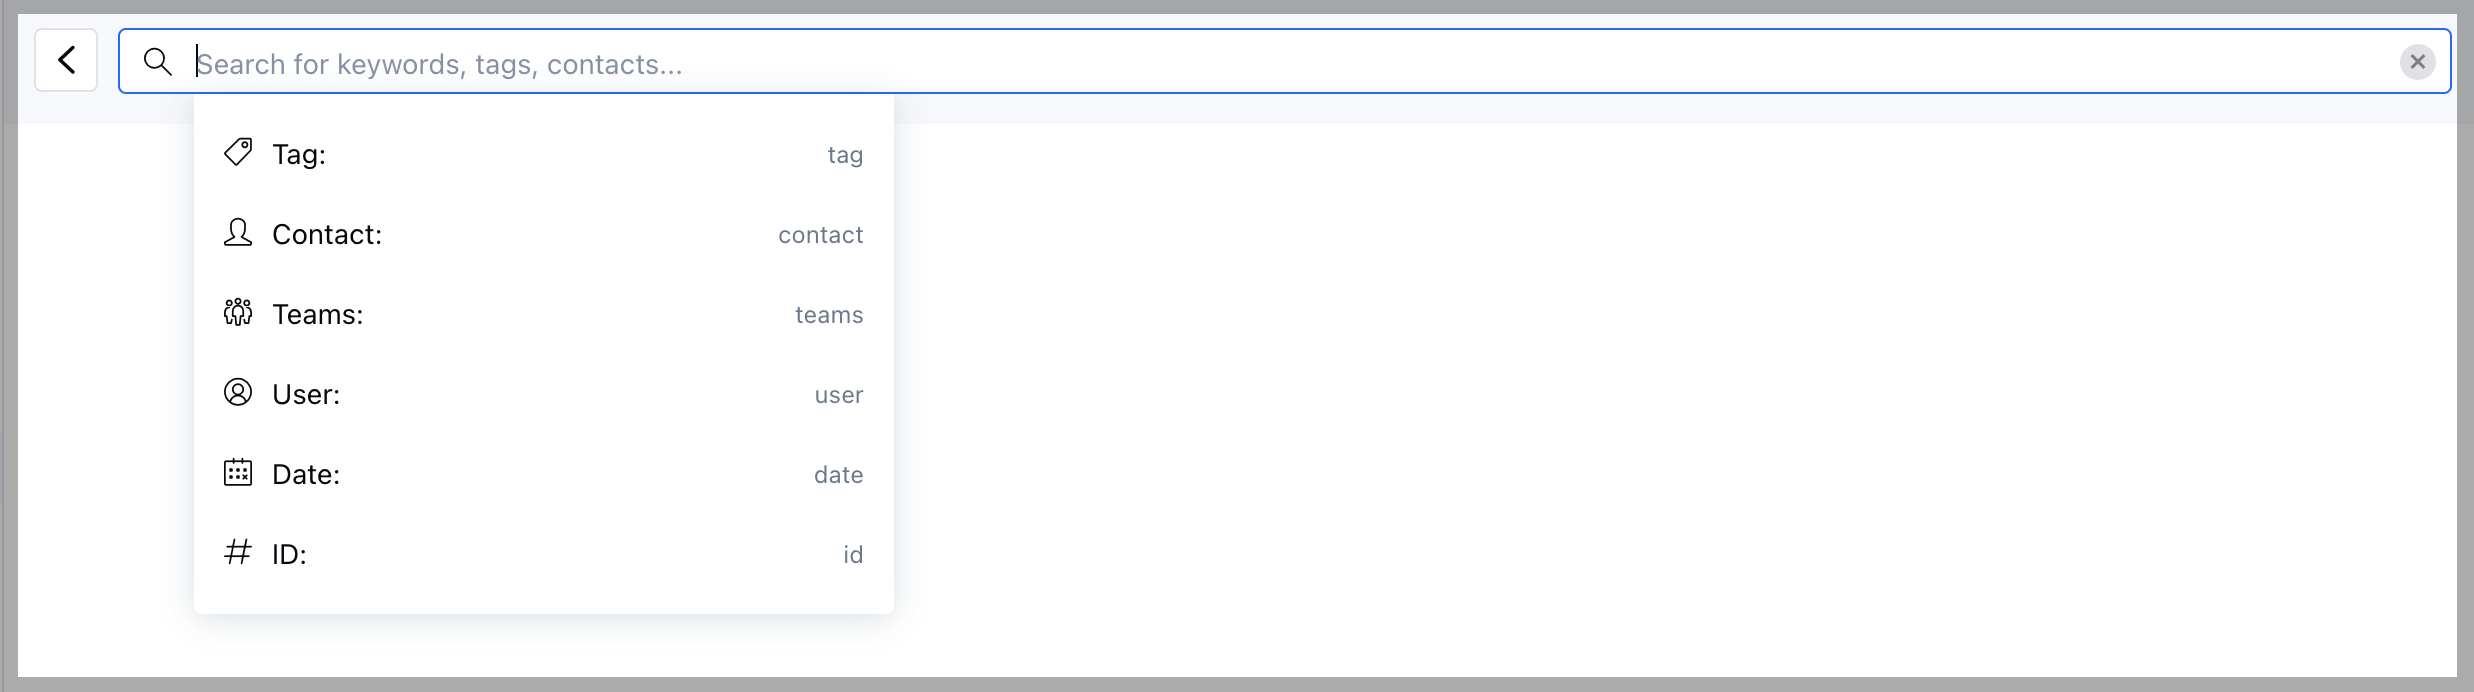 Search for keywords, tags, contacts...
Tag: tag
Contact: contact
Teams: teams
User: user
Date: date
ID: id